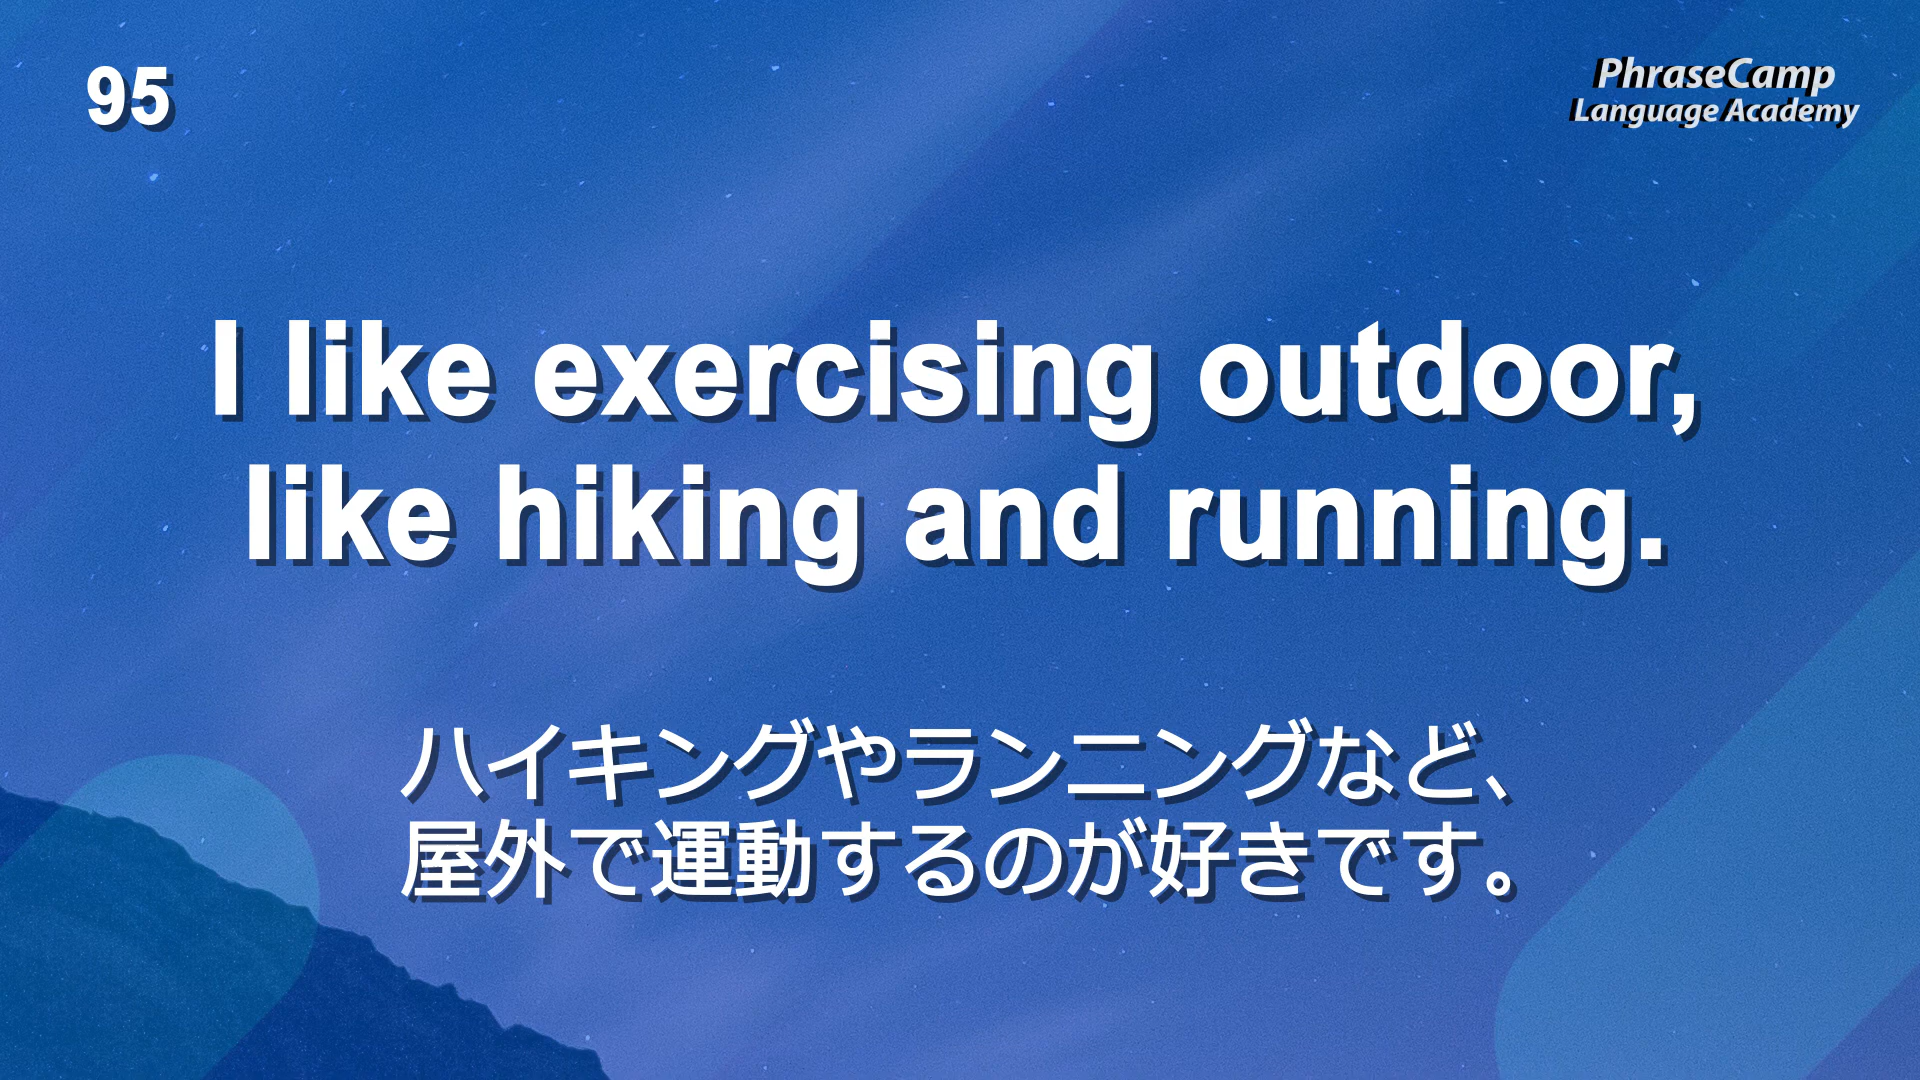 95
PhraseCamp
Language Academy
I like exercising outdoor,
like hiking and running.
ハイキングやランニングなど、
屋外で運動するのが好きです。